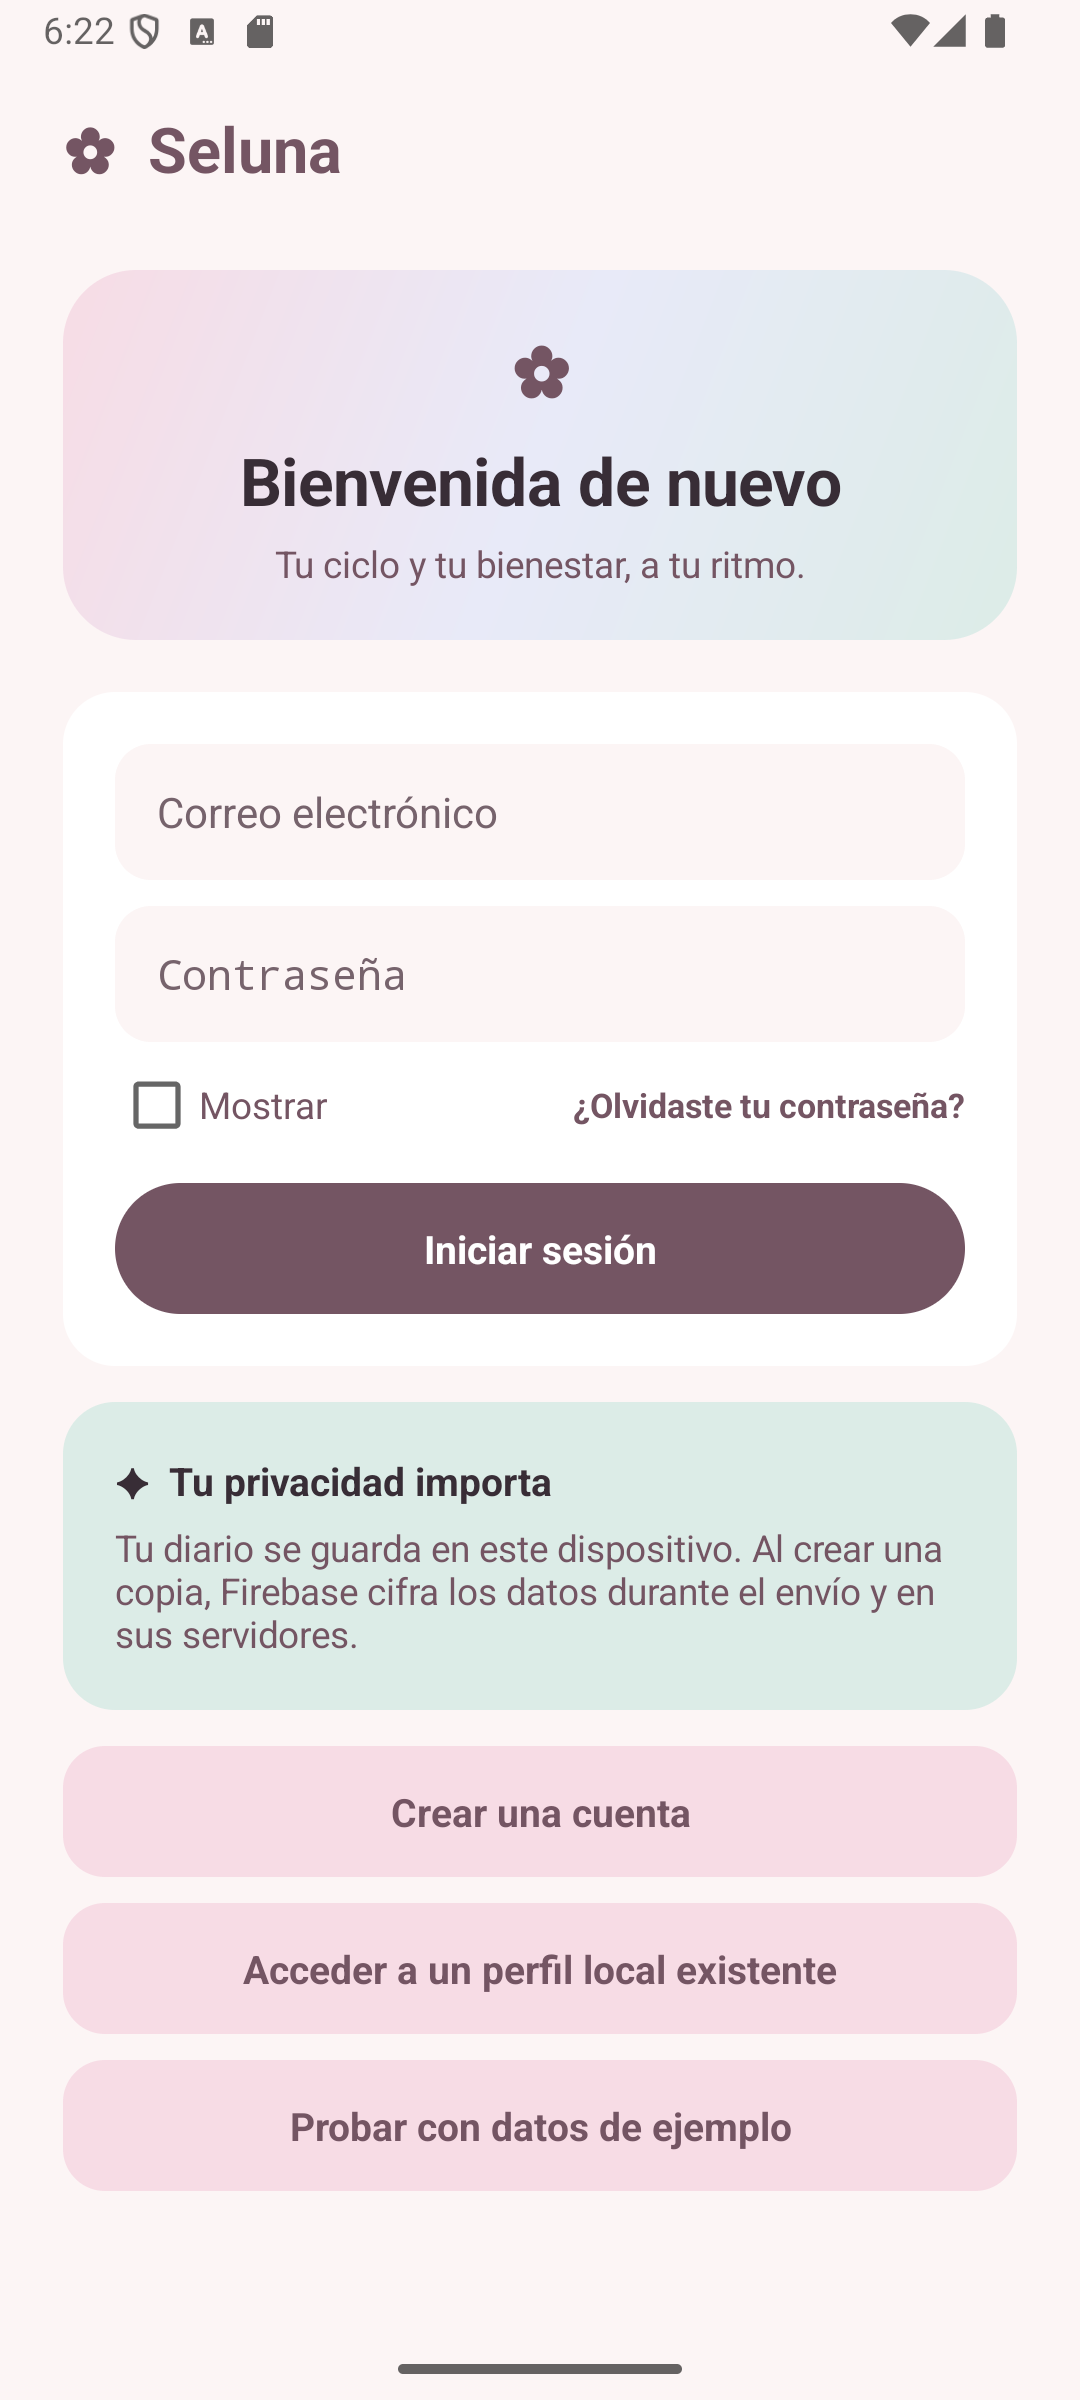 6:22
Seluna
Bienvenida de nuevo
Tu ciclo y tu bienestar, a tu ritmo.
Correo electrónico
Contraseña
Mostrar
¿Olvidaste tu contraseña?
Iniciar sesión
Tu privacidad importa
Tu diario se guarda en este dispositivo. Al crear una
copia, Firebase cifra los datos durante el envío y en
sus servidores.
Crear una cuenta
Acceder a un perfil local existente
Probar con datos de ejemplo